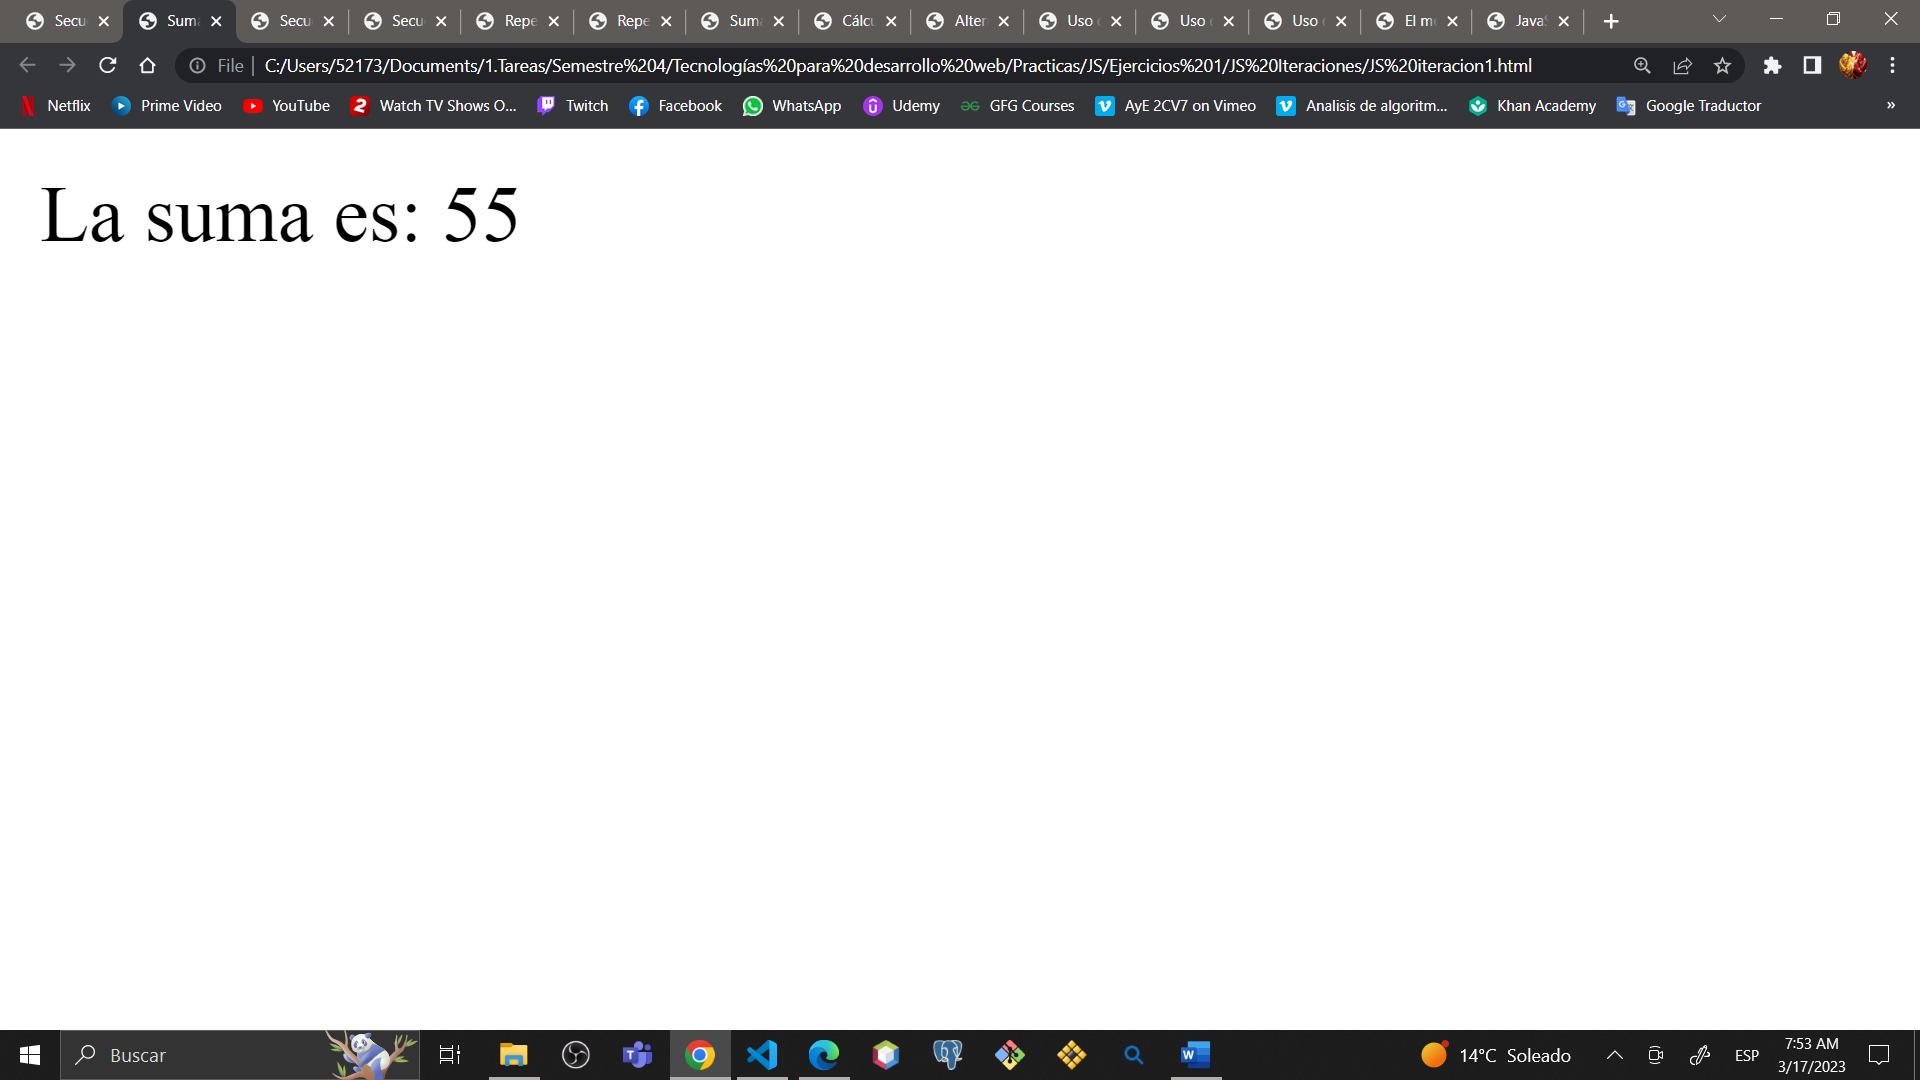 Secu Suma Secu Secu Repe Repe Suma Cálcu Alter Uso Uso Uso El m Java
File C:/Users/52173/Documents/1.Tareas/Semestre%204/Tecnologías%20para%20desarrollo%20web/Practicas/JS/Ejercicios%201/JS%20Iteraciones/JS%20iteracion1.html
Netflix Prime Video YouTube Watch TV Shows O... Twitch Facebook WhatsApp Udemy GFG Courses AyE 2CV7 on Vimeo Analisis de algoritm... Khan Academy Google Traductor »
La suma es: 55
Buscar 14°C Soleado ESP 7:53 AM
3/17/2023